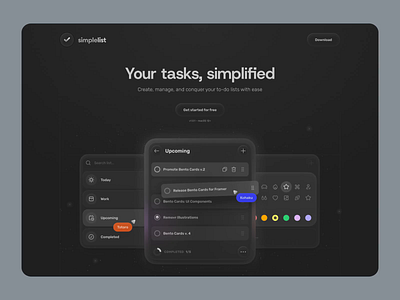 simplelist
Download
Your tasks, simplified
Create, manage, and conquer your to-do lists with ease
Get started for free
Upcoming
Promote Bento Cards v.2
Release Bento Cards for Framer
Bento Cards: UI Components
Remove Illustrations
Bento Cards v. 4
COMPLETED
Today
Work
Upcoming
Completed